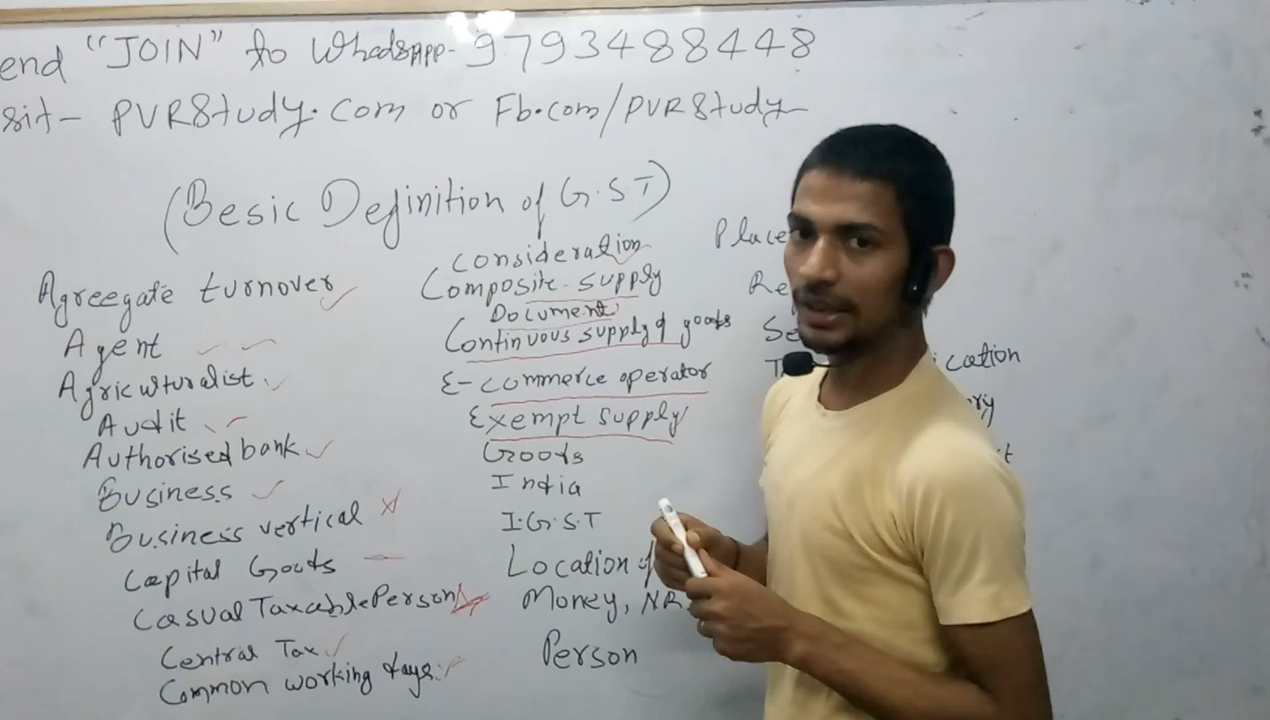 end "JOIN" to Whatsapp- 9793488448
sit- PVRStudy.com or Fb.com/PVRStudy
(Besic Definition of G.S.T)
Agreegate turnover
Agent
Agriculturalist
Audit
Authorised bank
Business
Business vertical
Capital Goods
Casual Taxable Person
Central Tax
Common working days
Consideration
Composite supply
Document
Continuous supply of goods
E-commerce operator
Exempt supply
Goods
India
I.G.S.T
Location of
Money, NR
Person
Place
Re
Se
T ication
ry
t